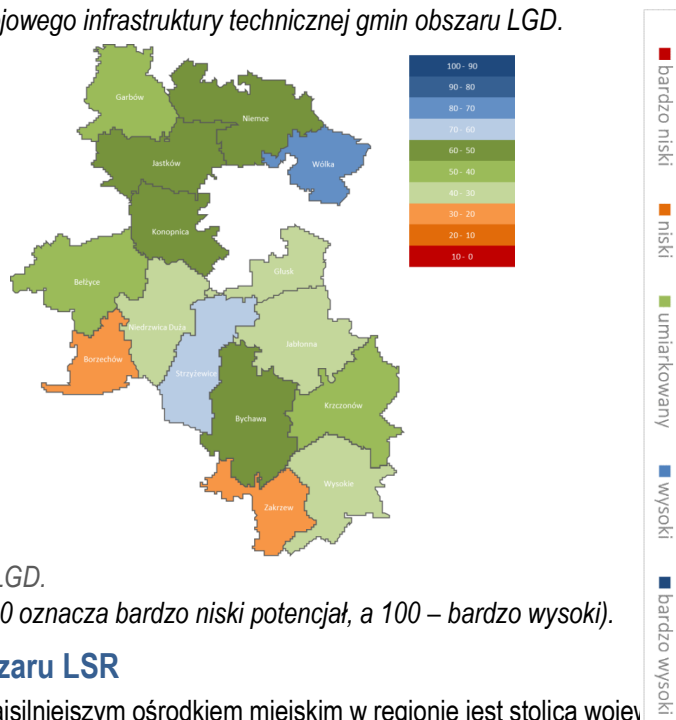 jowego infrastruktury technicznej gmin obszaru LGD.
100 - 90
90 - 80
80 - 70
70 - 60
60 - 50
50 - 40
40 - 30
30 - 20
20 - 10
10 - 0
Garbów
Niemce
Jastków
Wólka
Konopnica
Głusk
Bełżyce
Niedrzwica Duża
Jabłonna
Borzechów
Strzyżewice
Krzczonów
Bychawa
Wysokie
Zakrzew
bardzo niski
niski
umiarkowany
wysoki
bardzo wysoki
LGD.
0 oznacza bardzo niski potencjał, a 100 – bardzo wysoki).
zaru LSR
ajsilniejszym ośrodkiem miejskim w regionie jest stolica wojew